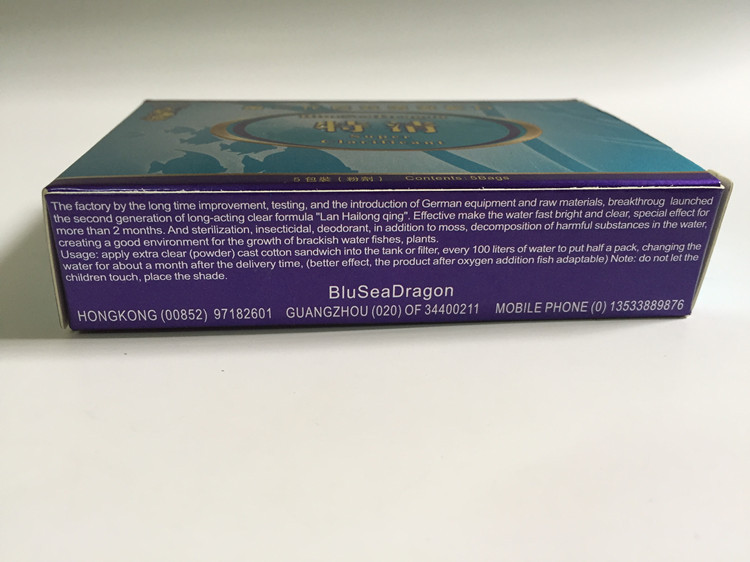 特清
Super
Clarificant
5包裝（粉劑） Contents:5Bags
The factory by the long time improvement, testing, and the introduction of German equipment and raw materials, breakthroug launched
the second generation of long-acting clear formula "Lan Hailong qing". Effective make the water fast bright and clear, special effect for
more than 2 months. And sterilization, insecticidal, deodorant, in addition to moss, decomposition of harmful substances in the water,
creating a good environment for the growth of brackish water fishes, plants.
Usage: apply extra clear (powder) cast cotton sandwich into the tank or filter, every 100 liters of water to put half a pack, changing the
water for about a month after the delivery time, (better effect, the product after oxygen addition fish adaptable) Note: do not let the
children touch, place the shade.
BluSeaDragon
HONGKONG (00852) 97182601 GUANGZHOU (020) OF 34400211 MOBILE PHONE (0) 13533889876